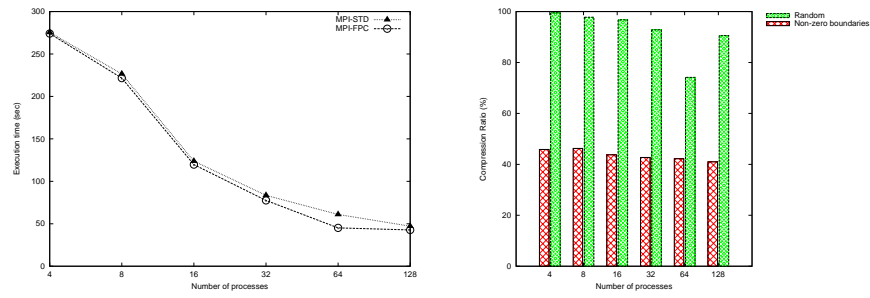 300
250
200
150
100
50
0
Execution time (sec)
4 8 16 32 64 128
Number of processes
MPI-STD
MPI-FPC
100
80
60
40
20
0
Compression Ratio (%)
4 8 16 32 64 128
Number of processes
Random
Non-zero boundaries